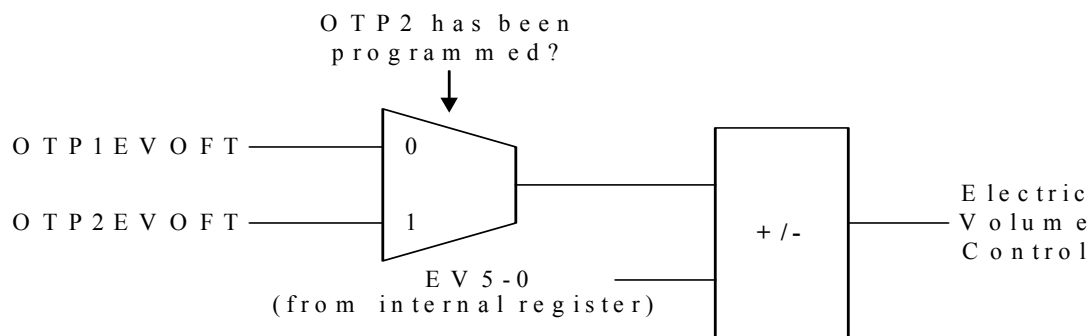 OTP2 has been
programmed?
OTP1EVOFT
0
OTP2EVOFT
1
+/-
Electric
Volume
Control
EV5-0
(from internal register)